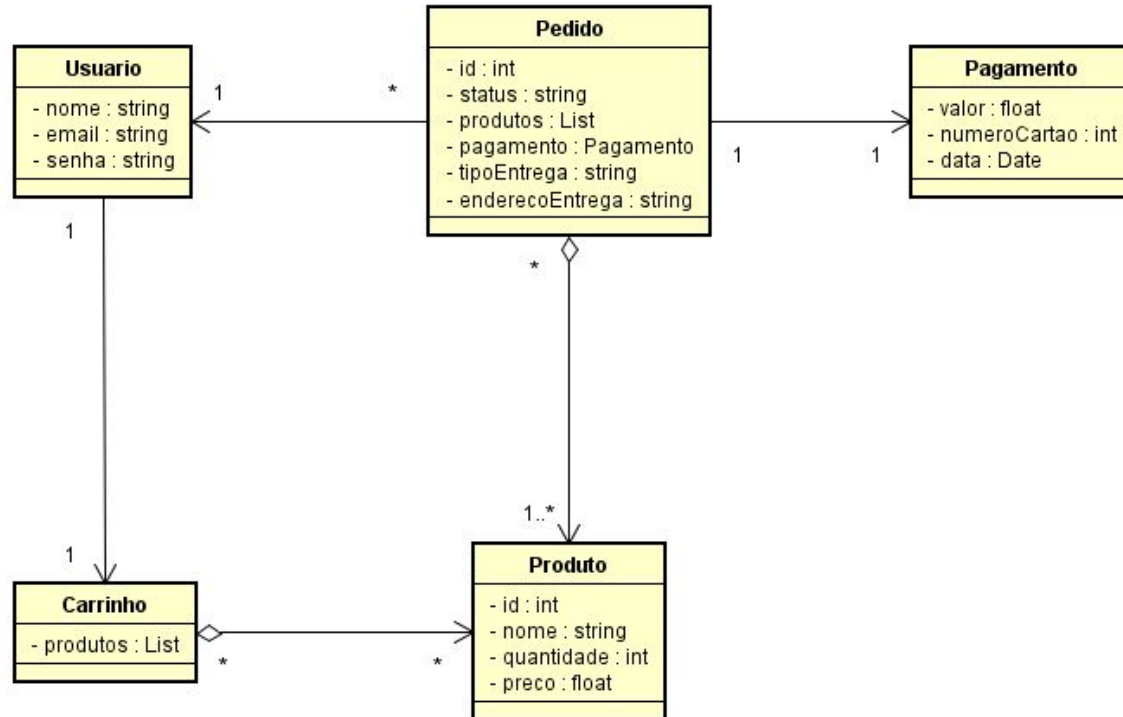 Usuario
- nome : string
- email : string
- senha : string
1
*
Pedido
- id : int
- status : string
- produtos : List
- pagamento : Pagamento
- tipoEntrega : string
- enderecoEntrega : string
1
1
Pagamento
- valor : float
- numeroCartao : int
- data : Date
1
1
*
1..*
Carrinho
- produtos : List
*
*
Produto
- id : int
- nome : string
- quantidade : int
- preco : float